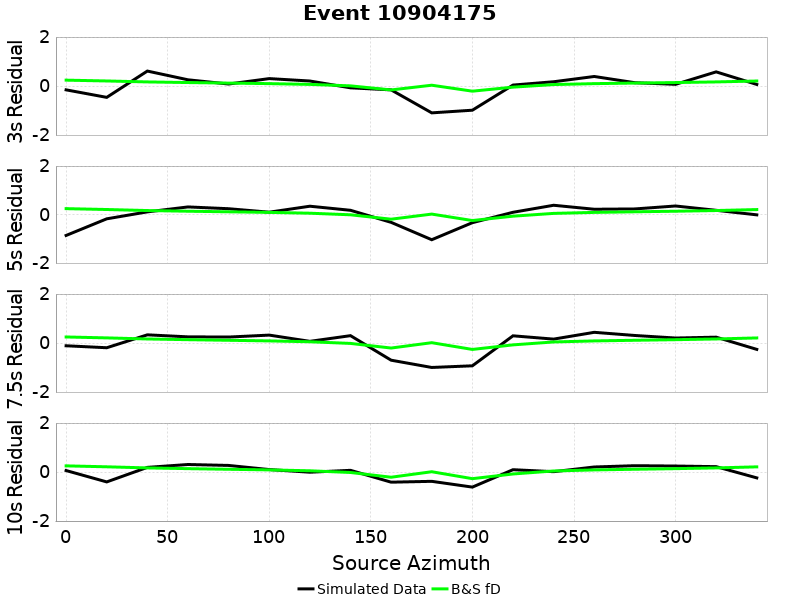 Event 10904175
3s Residual
2
0
-2
5s Residual
2
0
-2
7.5s Residual
2
0
-2
10s Residual
2
0
-2
0 50 100 150 200 250 300
Source Azimuth
Simulated Data B&S fD